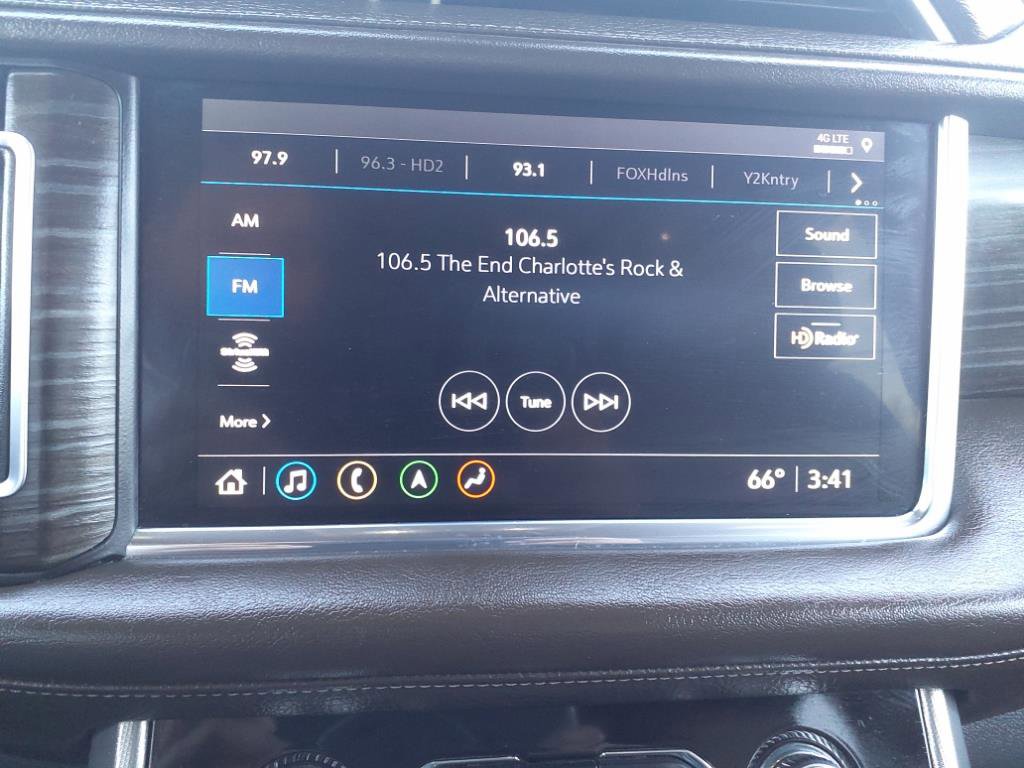 4G LTE
97.9 | 96.3 - HD2 | 93.1 | FOXHdlns | Y2Kntry |
AM
106.5
Sound
106.5 The End Charlotte's Rock &
FM
Alternative
Browse
HD Radio
Tune
More
66° | 3:41